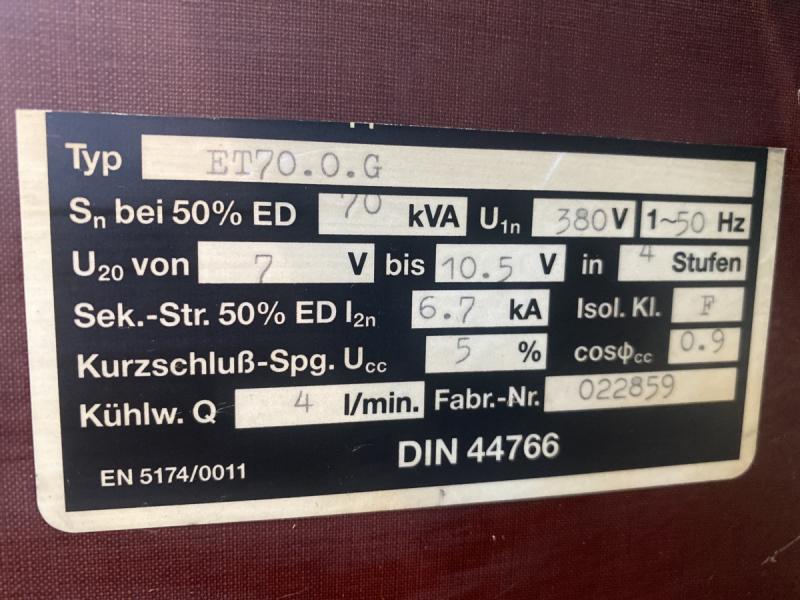 Typ ET70.O.G
Sn bei 50% ED 70 kVA U1n 380V 1~50 Hz
U20 von 7 V bis 10.5 V in 4 Stufen
Sek.-Str. 50% ED I2n 6.7 kA Isol. Kl. F
Kurzschluß-Spg. Ucc 5 % cosϕcc 0.9
Kühlw. Q 4 l/min. Fabr.-Nr. 022859
EN 5174/0011 DIN 44766